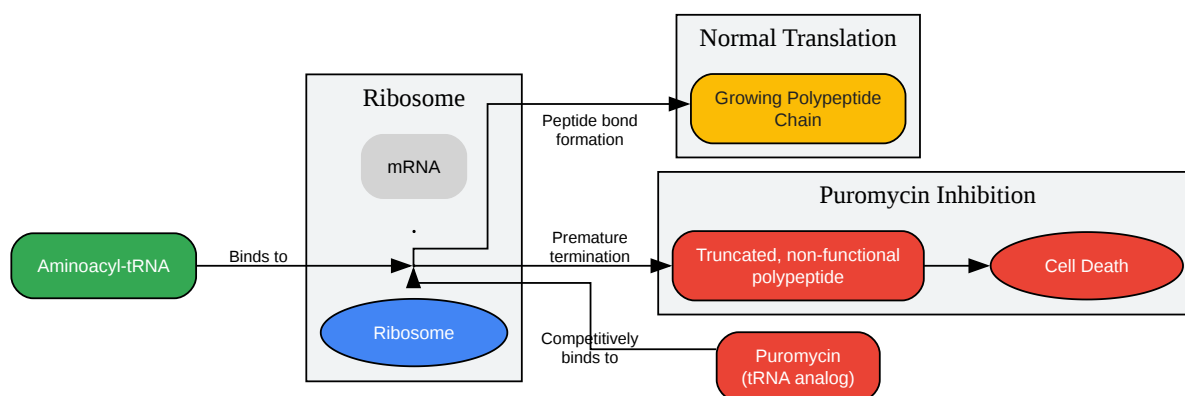 Normal Translation
Growing Polypeptide
Chain
Ribosome
mRNA
.
Peptide bond
formation
Puromycin Inhibition
Aminoacyl-tRNA
Binds to
Premature
termination
Truncated, non-functional
polypeptide
Cell Death
Ribosome
Competitively
binds to
Puromycin
(tRNA analog)